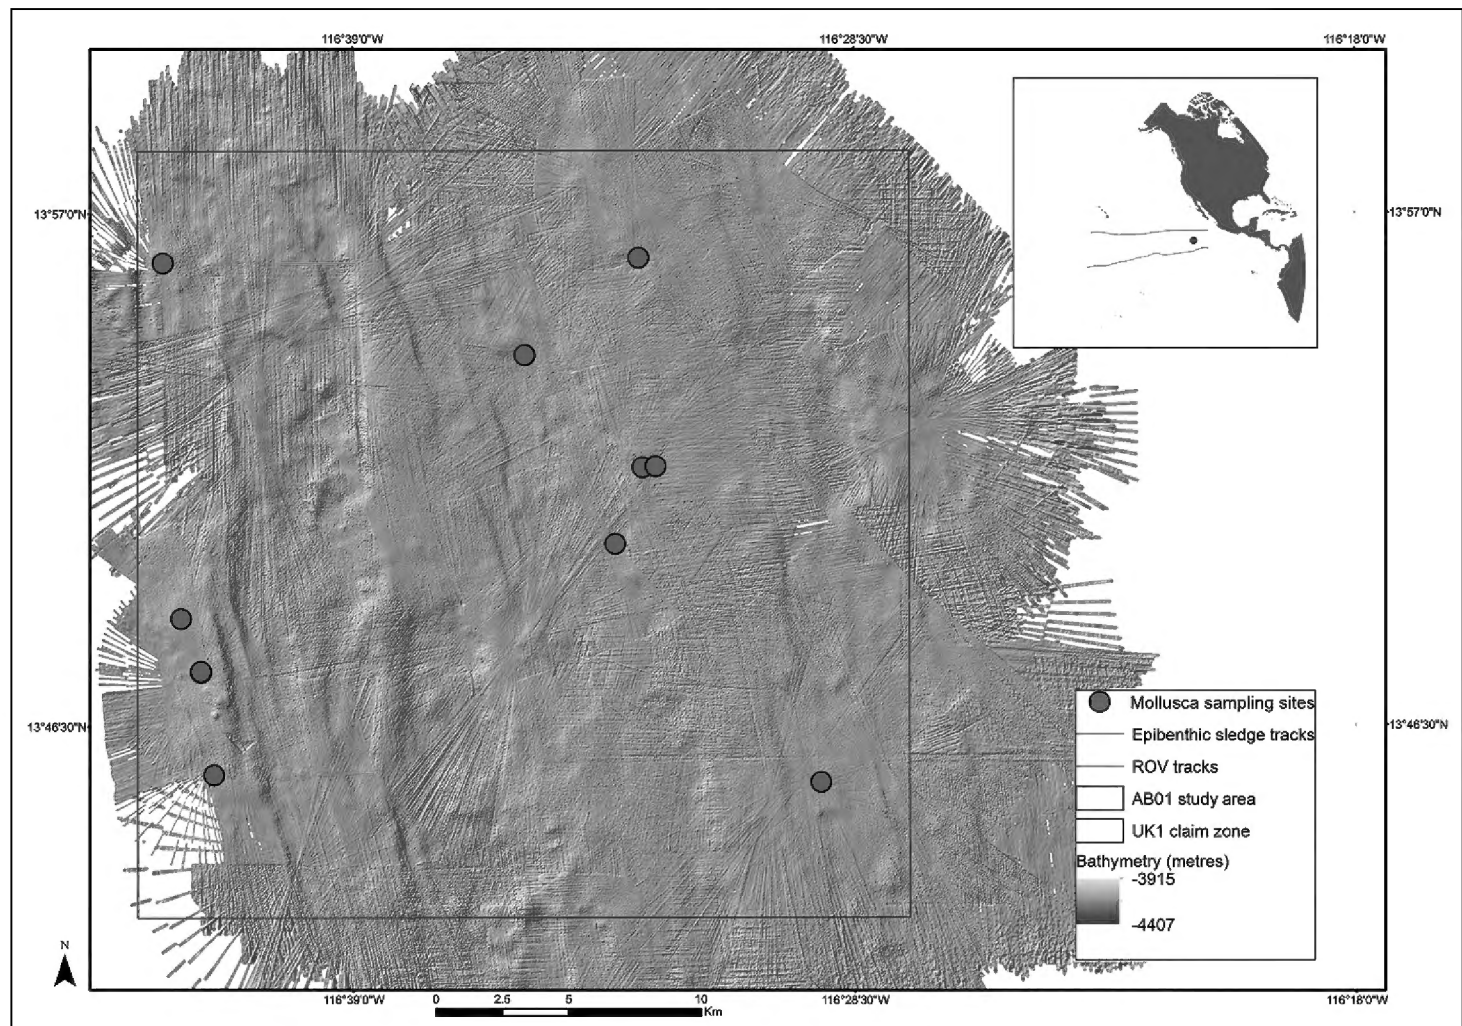 116°39'0"W 116°28'30"W 116°18'0"W
13°57'0"N 13°57'0"N
Mollusca sampling sites
Epibenthic sledge tracks
13°46'30"N 13°46'30"N
ROV tracks
AB01 study area
UK1 claim zone
Bathymetry (metres)
-3915
-4407
N
116°39'0"W 116°28'30"W 116°18'0"W
0 2.5 5 10
Km